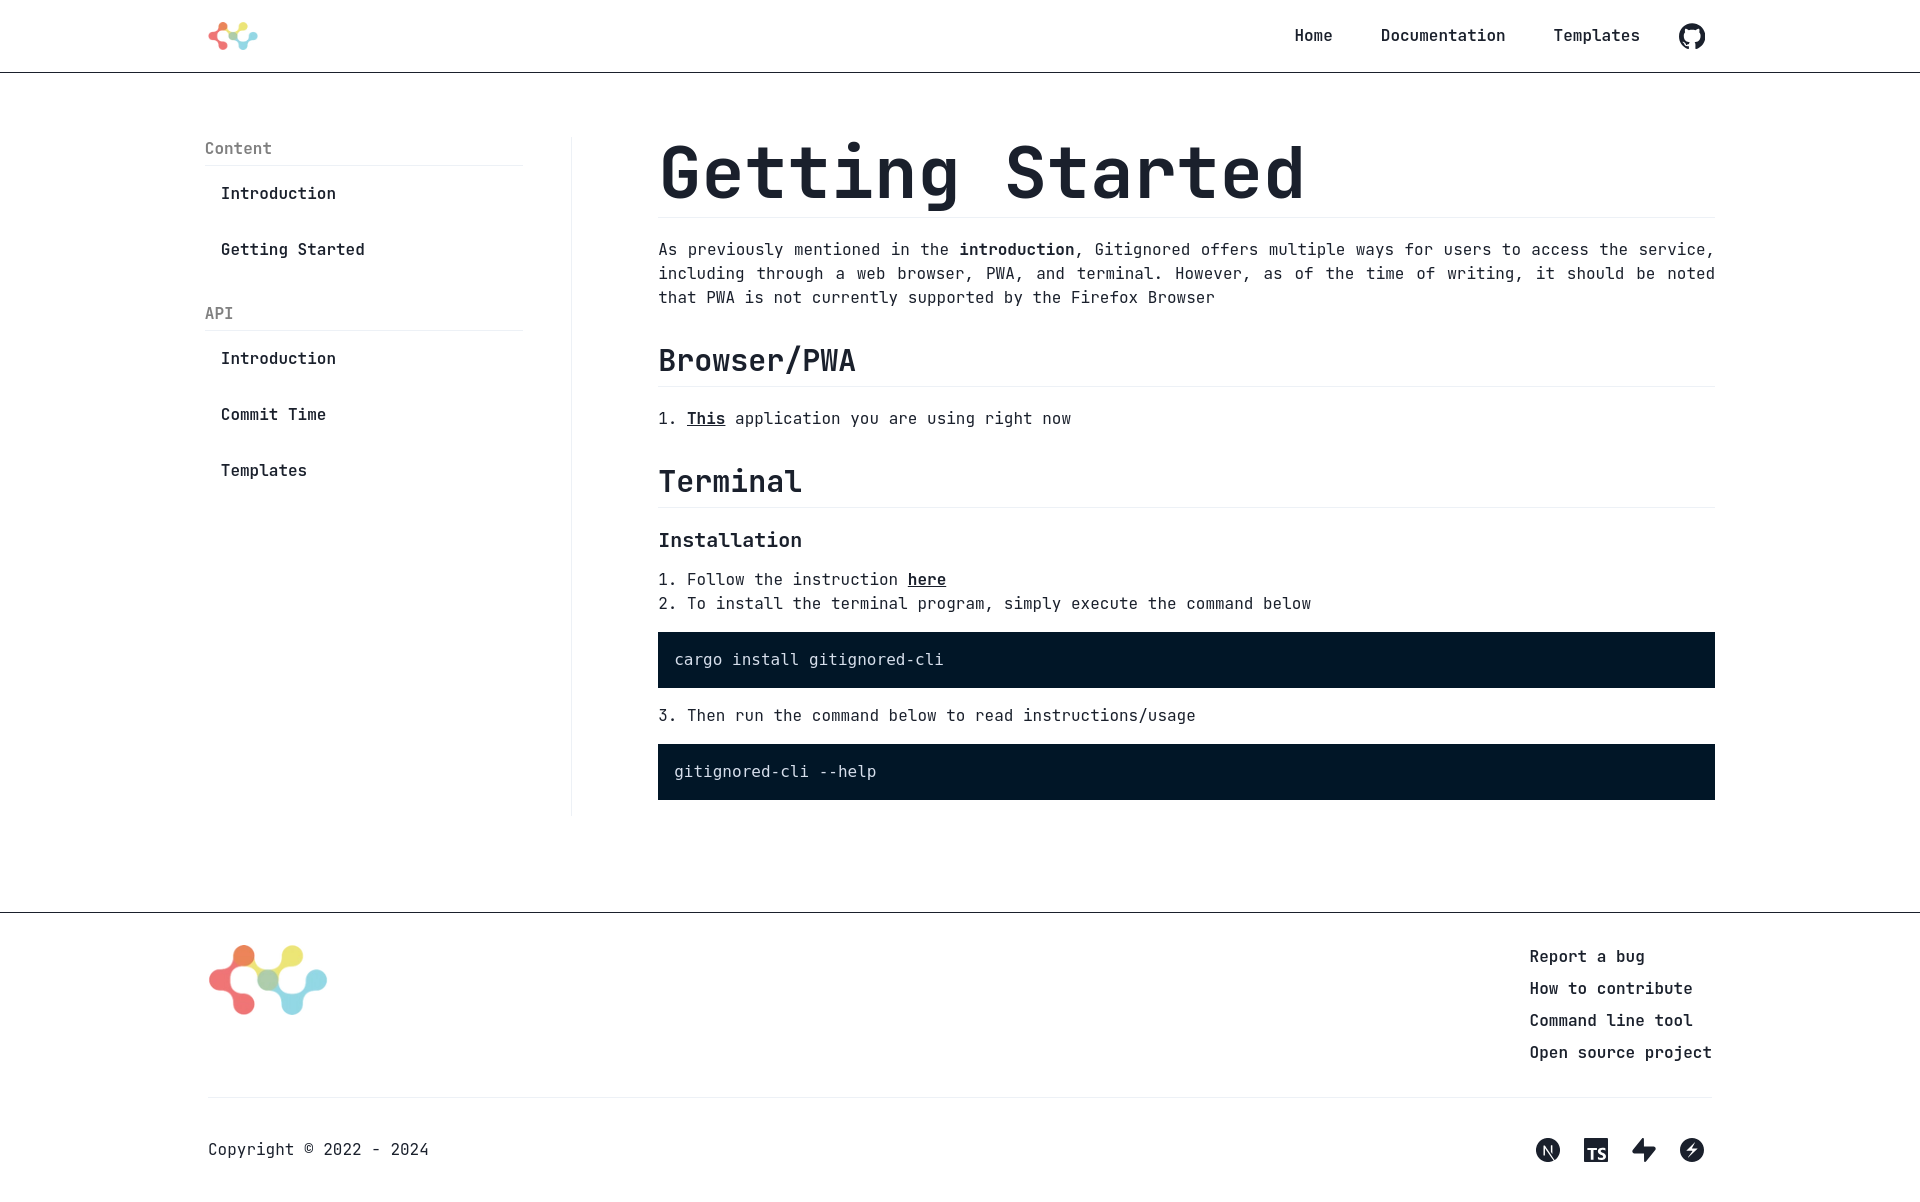 Home Documentation Templates
Content
Introduction
Getting Started
API
Introduction
Commit Time
Templates
Getting Started
As previously mentioned in the introduction, Gitignored offers multiple ways for users to access the service,
including through a web browser, PWA, and terminal. However, as of the time of writing, it should be noted
that PWA is not currently supported by the Firefox Browser
Browser/PWA
1. This application you are using right now
Terminal
Installation
1. Follow the instruction here
2. To install the terminal program, simply execute the command below
cargo install gitignored-cli
3. Then run the command below to read instructions/usage
gitignored-cli --help
Report a bug
How to contribute
Command line tool
Open source project
Copyright © 2022 - 2024
N TS